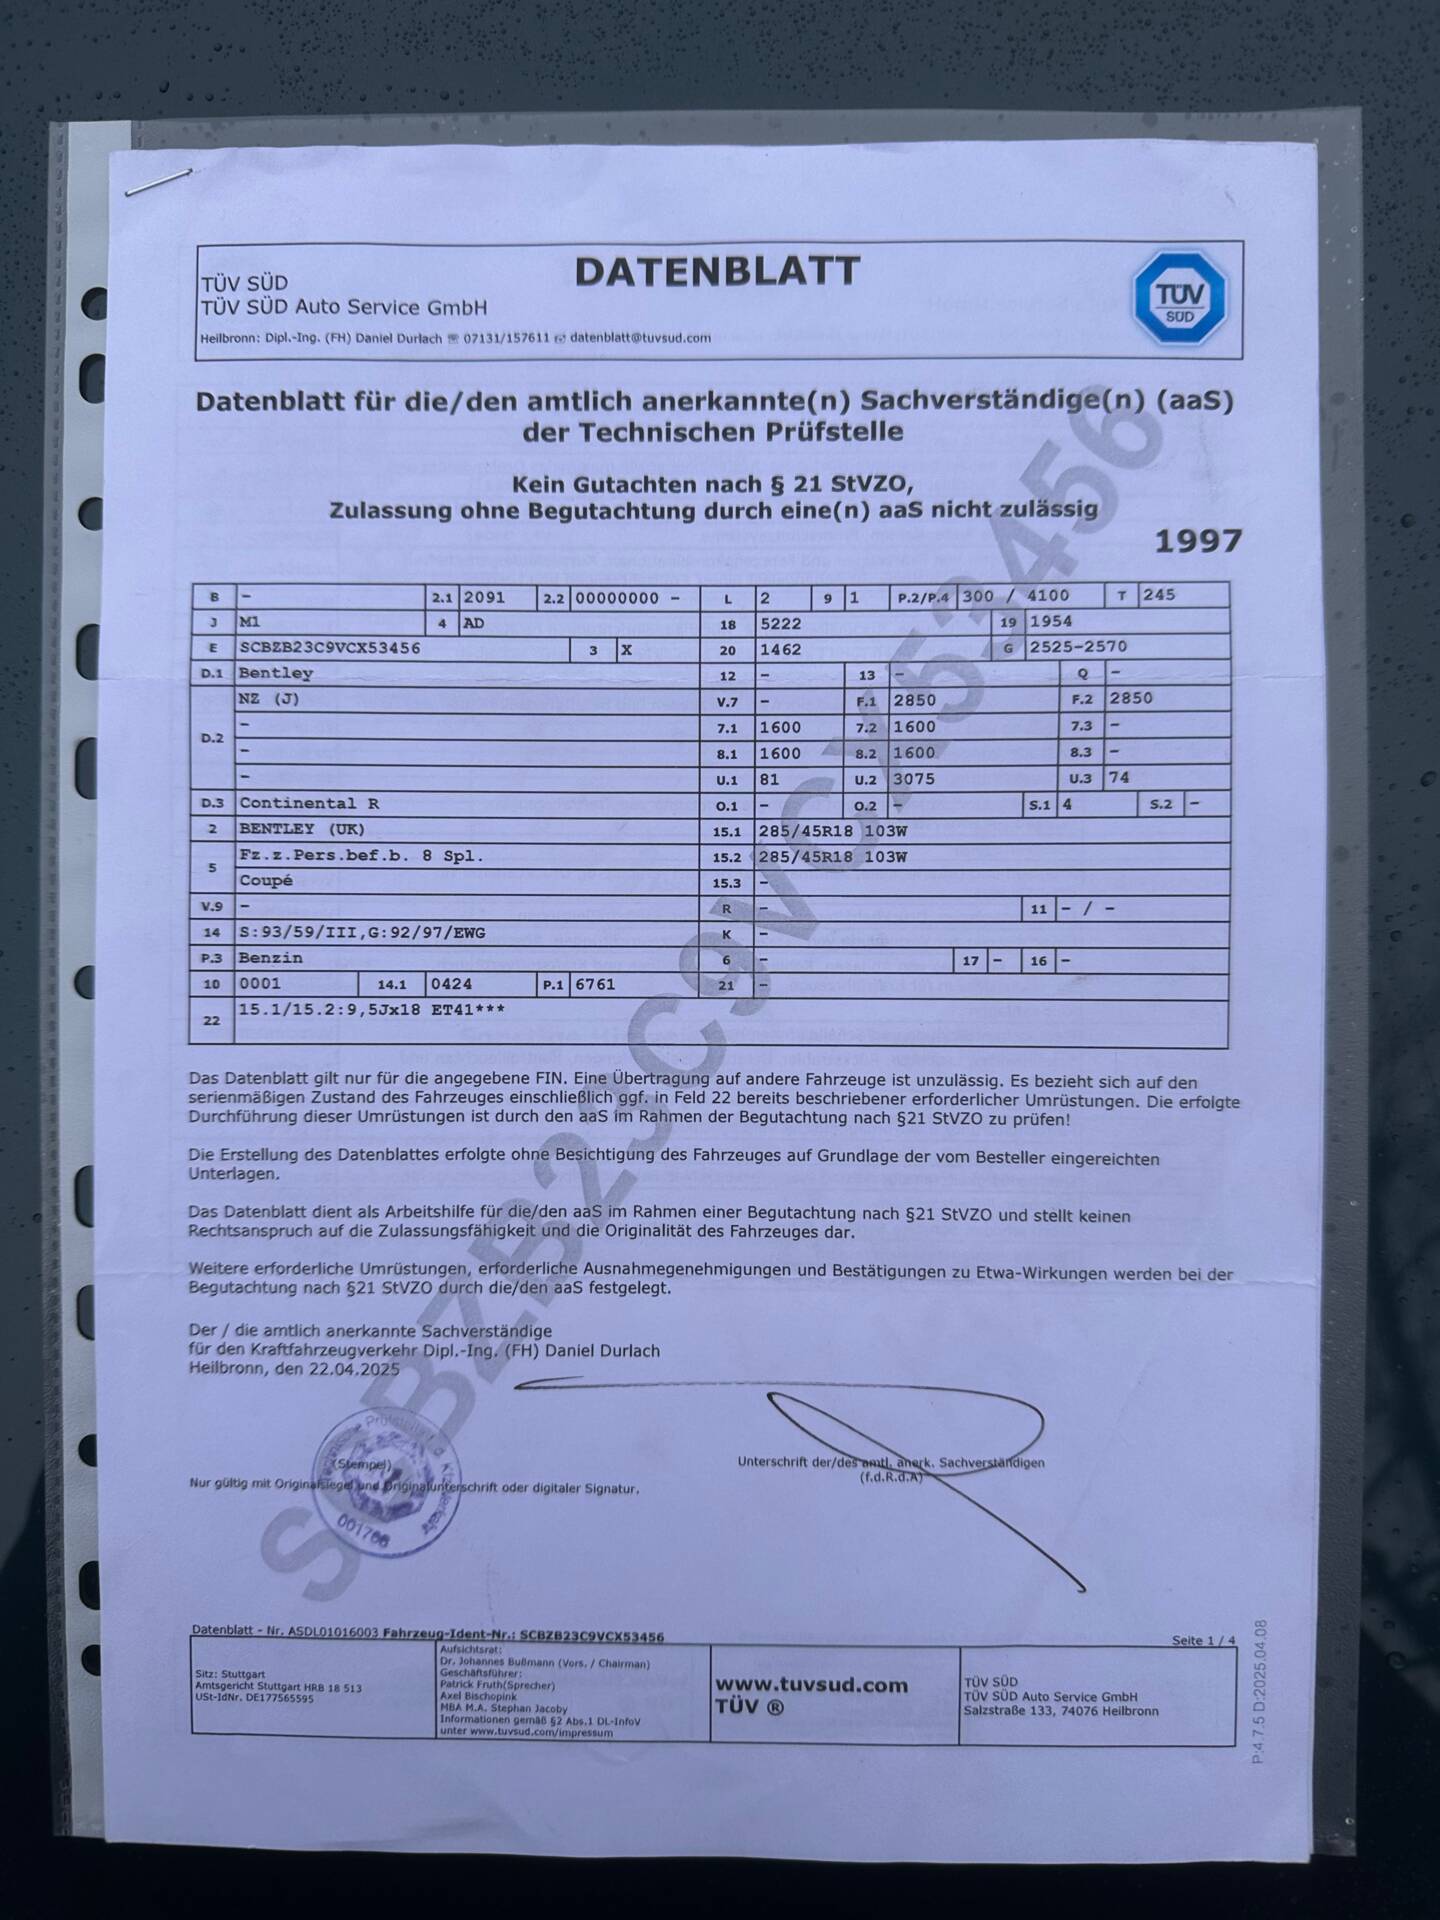 TÜV SÜD
TÜV SÜD Auto Service GmbH
DATENBLATT
TÜV
SÜD
Heilbronn: Dipl.-Ing. (FH) Daniel Durlach ☏ 07131/157611 datenblatt@tuvsud.com
Datenblatt für die/den amtlich anerkannte(n) Sachverständige(n) (aaS)
der Technischen Prüfstelle
Kein Gutachten nach § 21 StVZO,
Zulassung ohne Begutachtung durch eine(n) aaS nicht zulässig
1997
B - 2.1 2091 2.2 00000000 - L 2 9 1 P.2/P.4 300 / 4100 T 245
J M1 4 AD 18 5222 19 1954
E SCBZB23C9VCX53456 3 X 20 1462 G 2525-2570
D.1 Bentley 12 - 13 - Q -
D.2 NZ (J) V.7 - F.1 2850 F.2 2850
- 7.1 1600 7.2 1600 7.3 -
- 8.1 1600 8.2 1600 8.3 -
- U.1 81 U.2 3075 U.3 74
D.3 Continental R O.1 - O.2 - S.1 4 S.2 -
2 BENTLEY (UK) 15.1 285/45R18 103W
5 Fz.z.Pers.bef.b. 8 Spl. 15.2 285/45R18 103W
Coupé 15.3 -
V.9 - R - 11 - / -
14 S:93/59/III,G:92/97/EWG K -
P.3 Benzin 6 - 17 - 16 -
10 0001 14.1 0424 P.1 6761 21 -
22 15.1/15.2:9,5Jx18 ET41***
SCBZB23C9VCX53456
Das Datenblatt gilt nur für die angegebene FIN. Eine Übertragung auf andere Fahrzeuge ist unzulässig. Es bezieht sich auf den
serienmäßigen Zustand des Fahrzeuges einschließlich ggf. in Feld 22 bereits beschriebener erforderlicher Umrüstungen. Die erfolgte
Durchführung dieser Umrüstungen ist durch den aaS im Rahmen der Begutachtung nach §21 StVZO zu prüfen!
Die Erstellung des Datenblattes erfolgte ohne Besichtigung des Fahrzeuges auf Grundlage der vom Besteller eingereichten
Unterlagen.
Das Datenblatt dient als Arbeitshilfe für die/den aaS im Rahmen einer Begutachtung nach §21 StVZO und stellt keinen
Rechtsanspruch auf die Zulassungsfähigkeit und die Originalität des Fahrzeuges dar.
Weitere erforderliche Umrüstungen, erforderliche Ausnahmegenehmigungen und Bestätigungen zu Etwa-Wirkungen werden bei der
Begutachtung nach §21 StVZO durch die/den aaS festgelegt.
Der / die amtlich anerkannte Sachverständige
für den Kraftfahrzeugverkehr Dipl.-Ing. (FH) Daniel Durlach
Heilbronn, den 22.04.2025
(Stempel)
001766
Unterschrift der/des amtl. anerk. Sachverständigen
(f.d.R.d.A)
Nur gültig mit Originalsiegel und Originalunterschrift oder digitaler Signatur.
Datenblatt - Nr. ASDL01016003 Fahrzeug-Ident-Nr.: SCBZB23C9VCX53456
Seite 1 / 4
Sitz: Stuttgart
Amtsgericht Stuttgart HRB 18 513
USt-IdNr. DE177565595
Aufsichtsrat:
Dr. Johannes Bußmann (Vors. / Chairman)
Geschäftsführer:
Patrick Fruth(Sprecher)
Axel Bischopink
MBA M.A. Stephan Jacoby
Informationen gemäß §2 Abs.1 DL-InfoV
unter www.tuvsud.com/impressum
www.tuvsud.com
TÜV ®
TÜV SÜD
TÜV SÜD Auto Service GmbH
Salzstraße 133, 74076 Heilbronn
P:4.7.5 D:2025.04.08